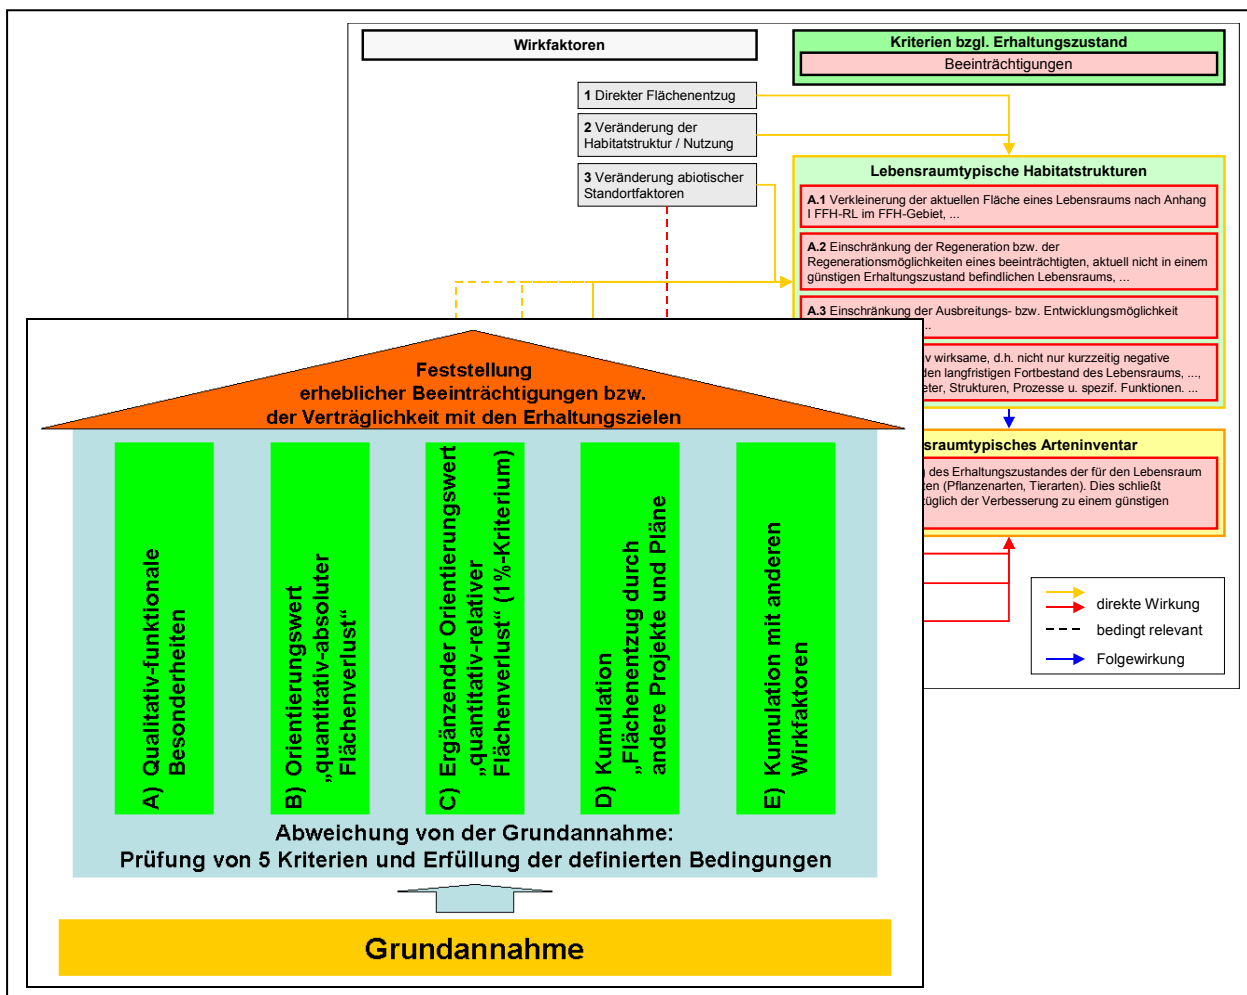 Wirkfaktoren
Kriterien bzgl. Erhaltungszustand
Beeinträchtigungen
1 Direkter Flächenentzug
2 Veränderung der
Habitatstruktur / Nutzung
3 Veränderung abiotischer
Standortfaktoren
Lebensraumtypische Habitatstrukturen
A.1 Verkleinerung der aktuellen Fläche eines Lebensraums nach Anhang
I FFH-RL im FFH-Gebiet, ...
A.2 Einschränkung der Regeneration bzw. der
Regenerationsmöglichkeiten eines beeinträchtigten, aktuell nicht in einem
günstigen Erhaltungszustand befindlichen Lebensraums, ...
A.3 Einschränkung der Ausbreitungs- bzw. Entwicklungsmöglichkeit
..
v wirksame, d.h. nicht nur kurzzeitig negative
den langfristigen Fortbestand des Lebensraums, ...,
eter, Strukturen, Prozesse u. spezif. Funktionen. ...
sraumtypisches Arteninventar
g des Erhaltungszustandes der für den Lebensraum
ten (Pflanzenarten, Tierarten). Dies schließt
züglich der Verbesserung zu einem günstigen
direkte Wirkung
bedingt relevant
Folgewirkung
Feststellung
erheblicher Beeinträchtigungen bzw.
der Verträglichkeit mit den Erhaltungszielen
A) Qualitativ-funktionale
Besonderheiten
B) Orientierungswert
„quantitativ-absoluter
Flächenverlust“
C) Ergänzender Orientierungswert
„quantitativ-relativer
Flächenverlust“ (1%-Kriterium)
D) Kumulation
„Flächenentzug durch
andere Projekte und Pläne
E) Kumulation mit anderen
Wirkfaktoren
Abweichung von der Grundannahme:
Prüfung von 5 Kriterien und Erfüllung der definierten Bedingungen
Grundannahme